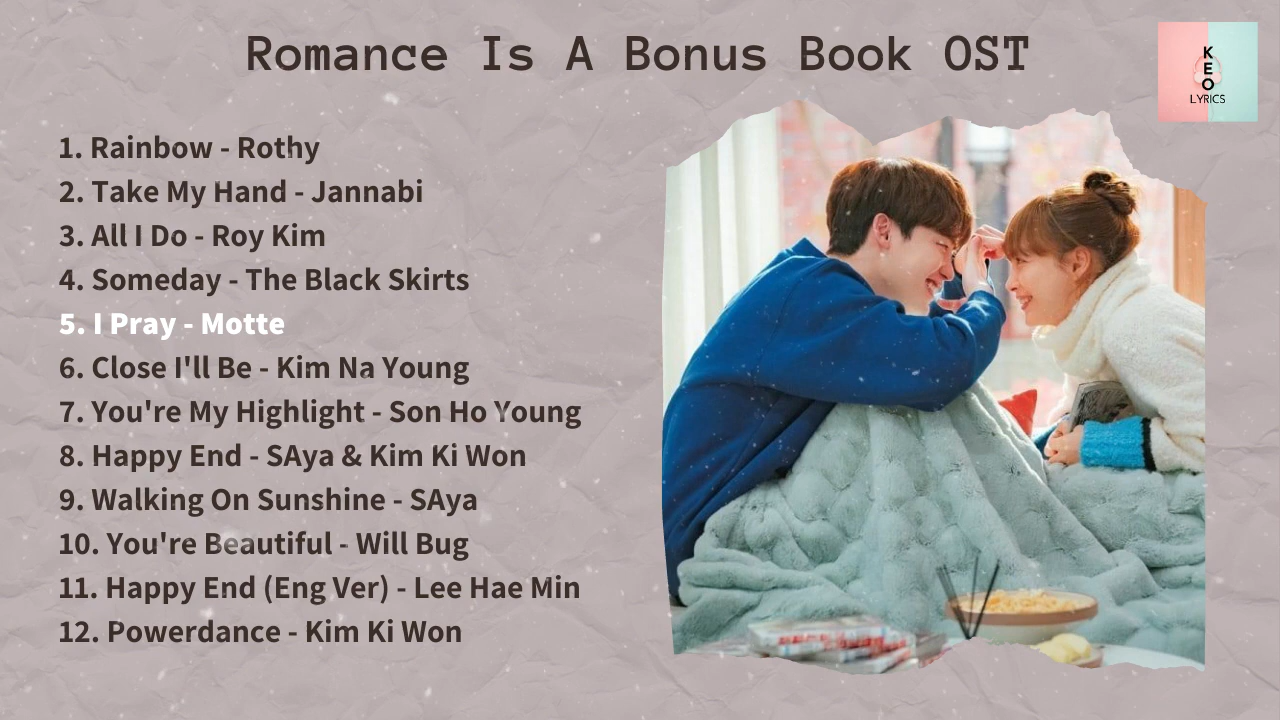 Romance Is A Bonus Book OST
K
E
O
LYRICS
1. Rainbow - Rothy
2. Take My Hand - Jannabi
3. All I Do - Roy Kim
4. Someday - The Black Skirts
5. I Pray - Motte
6. Close I'll Be - Kim Na Young
7. You're My Highlight - Son Ho Young
8. Happy End - SAya & Kim Ki Won
9. Walking On Sunshine - SAya
10. You're Beautiful - Will Bug
11. Happy End (Eng Ver) - Lee Hae Min
12. Powerdance - Kim Ki Won